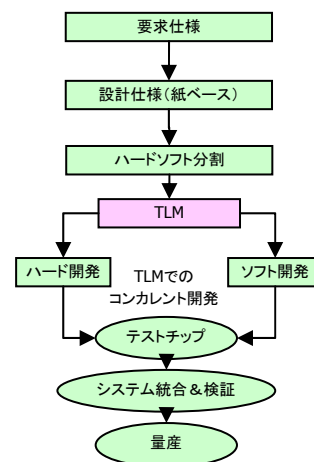 要求仕様
設計仕様(紙ベース)
ハードソフト分割
TLM
ハード開発
TLMでの
コンカレント開発
ソフト開発
テストチップ
システム統合&検証
量産